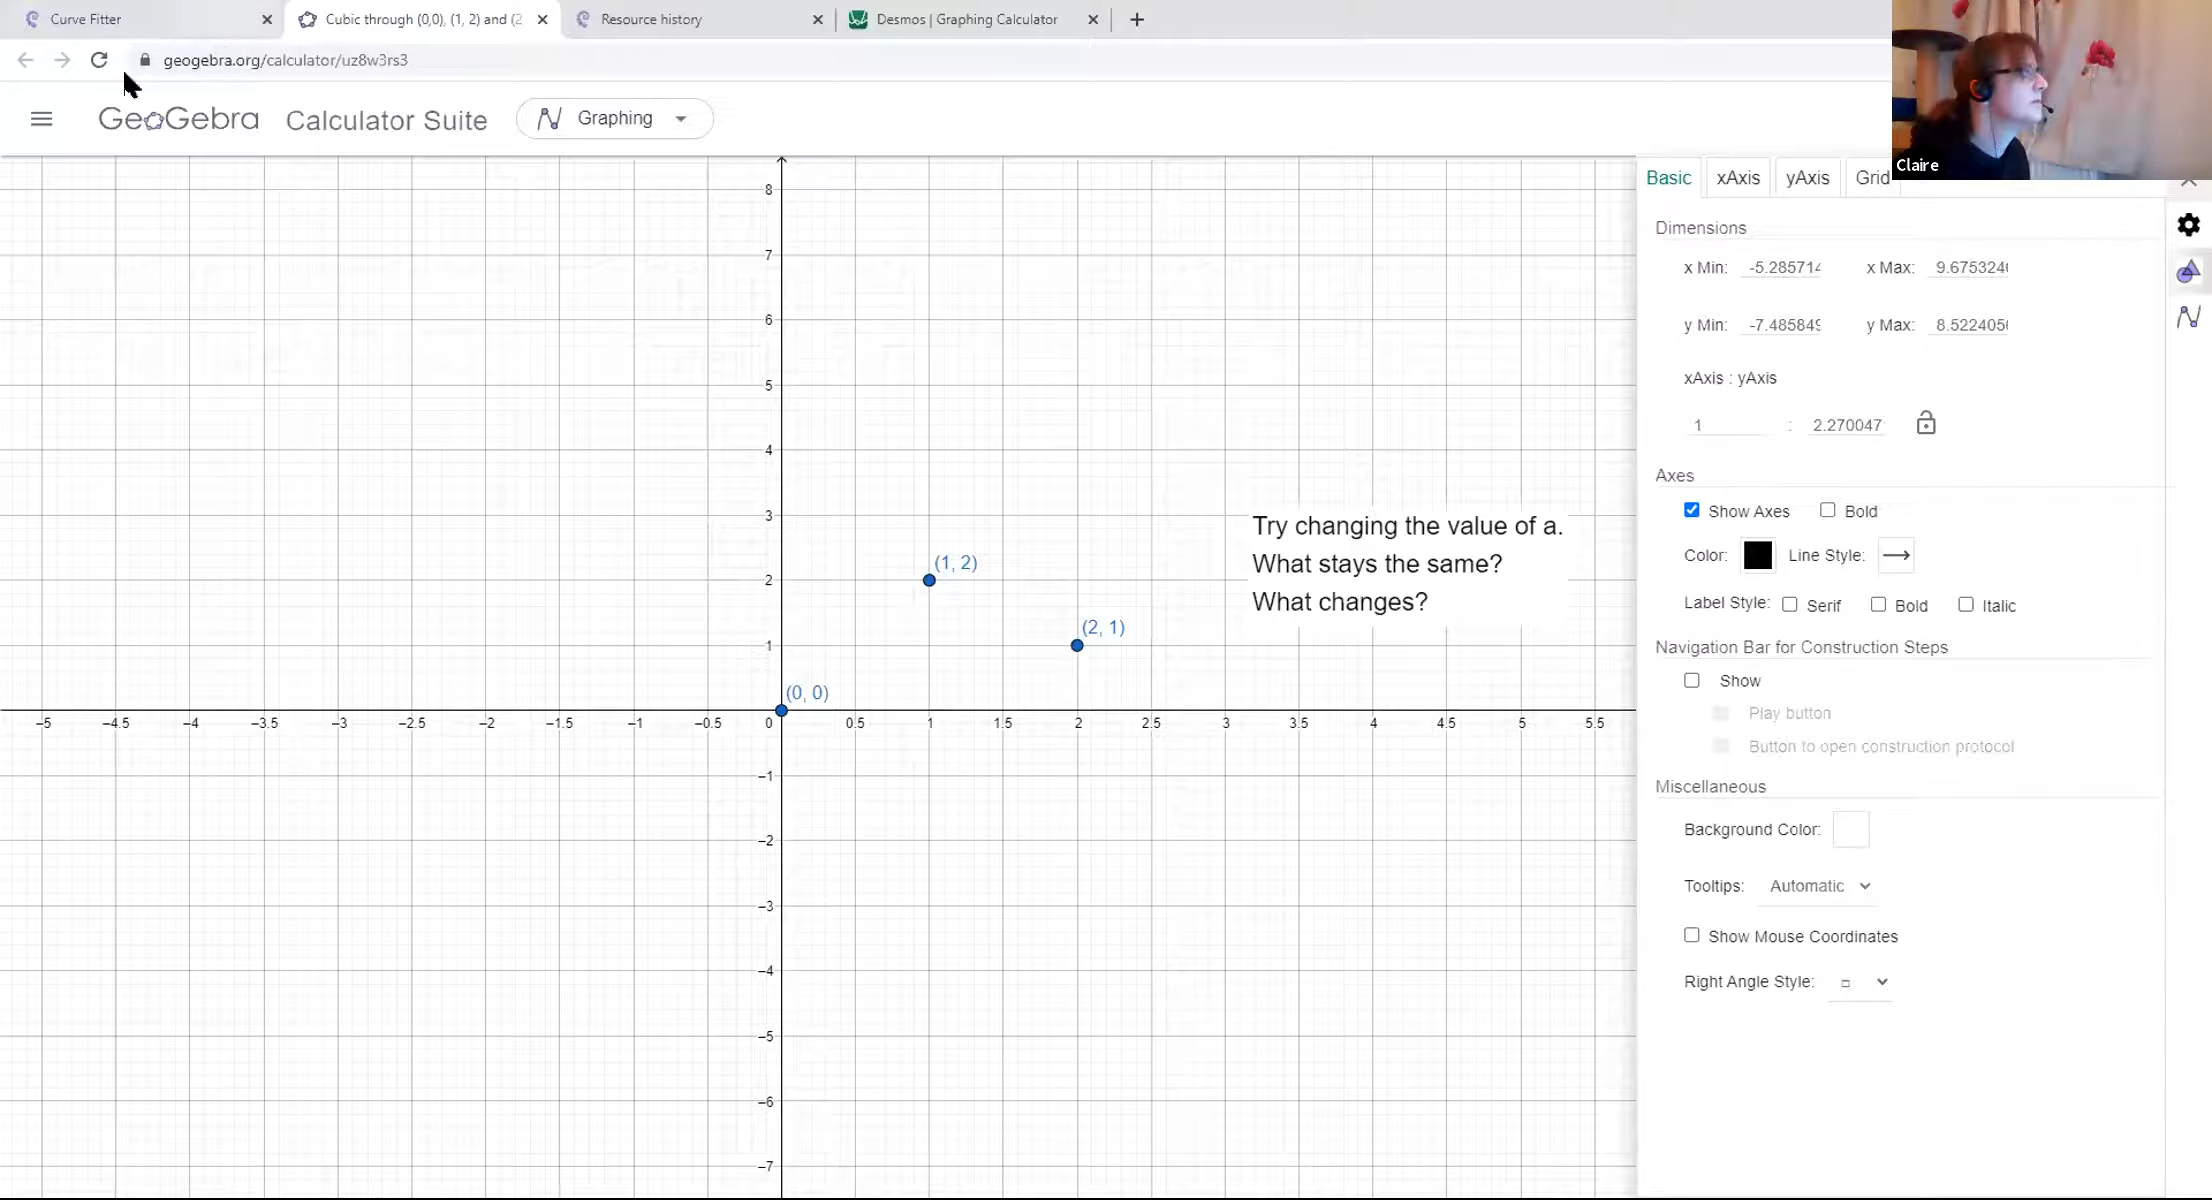 Curve Fitter
Cubic through (0,0), (1, 2) and (2
Resource history
Desmos | Graphing Calculator
geogebra.org/calculator/uz8w3rs3
GeoGebra Calculator Suite Graphing
Claire
Basic xAxis yAxis Grid
Dimensions
x Min: -5.285714 x Max: 9.675324
y Min: -7.485849 y Max: 8.522405
xAxis : yAxis
1 : 2.270047
Axes
Show Axes Bold
Color: Line Style:
Label Style: Serif Bold Italic
Navigation Bar for Construction Steps
Show
Play button
Button to open construction protocol
Miscellaneous
Background Color:
Tooltips: Automatic
Show Mouse Coordinates
Right Angle Style:
8
7
6
5
4
3
2
1
–1
–2
–3
–4
–5
–6
–7
–5 –4.5 –4 –3.5 –3 –2.5 –2 –1.5 –1 –0.5 0 0.5 1 1.5 2 2.5 3 3.5 4 4.5 5 5.5
(1, 2)
(2, 1)
(0, 0)
Try changing the value of a.
What stays the same?
What changes?